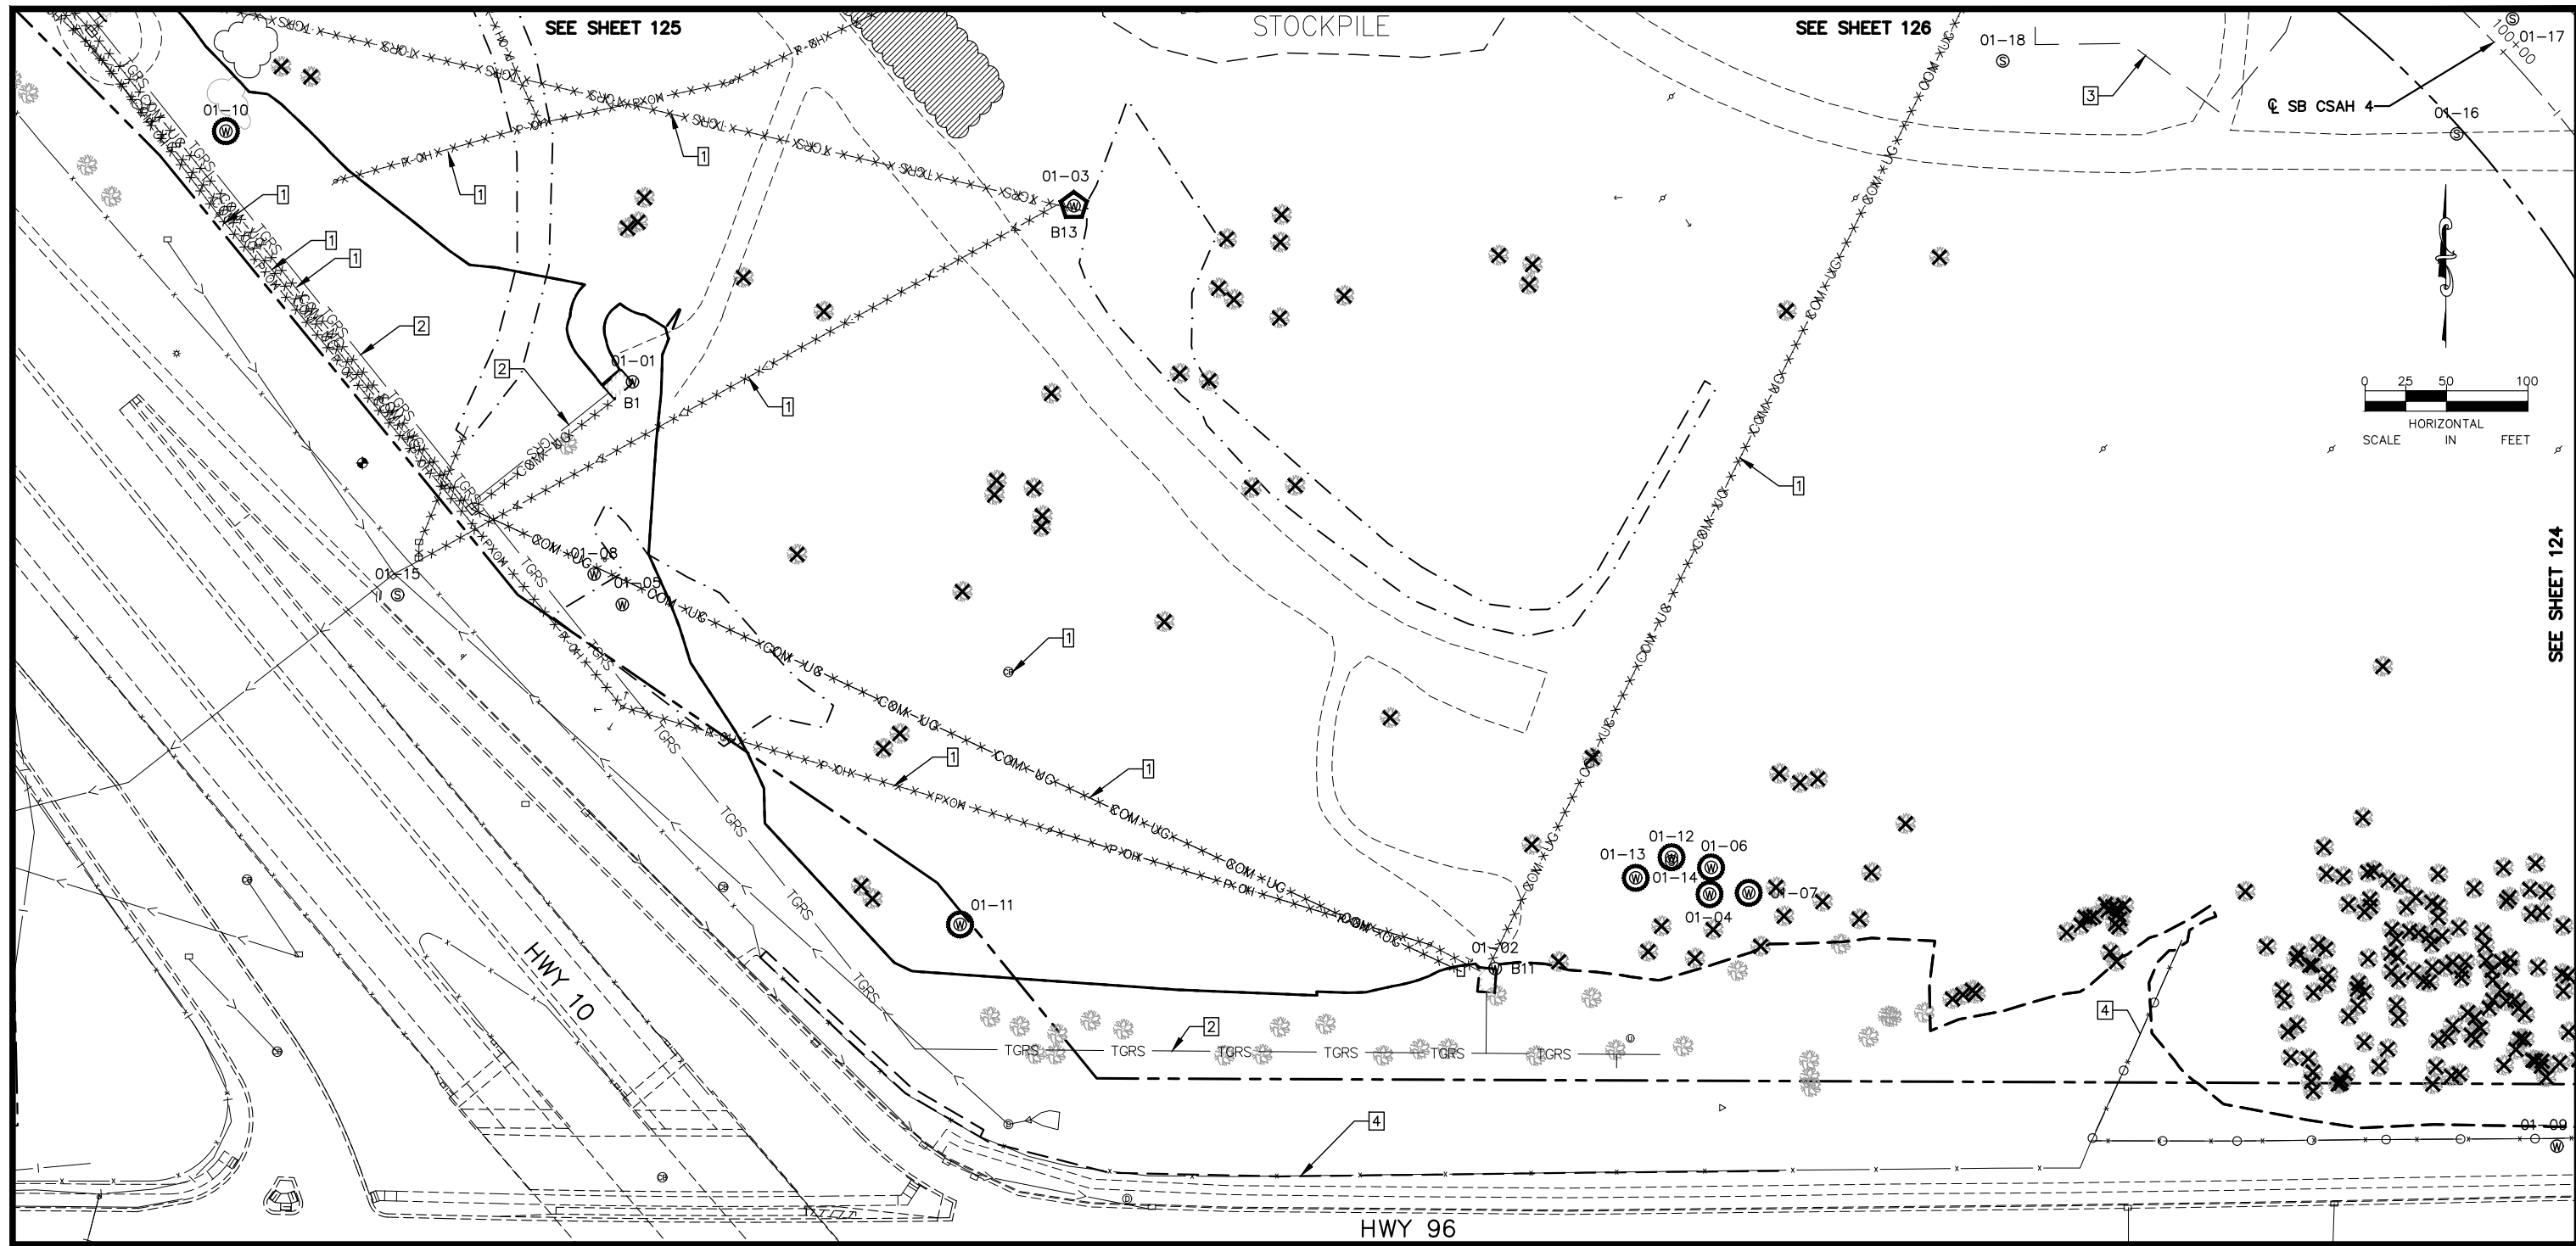 SEE SHEET 125
STOCKPILE
SEE SHEET 126
01-18
01-17
100+00
3
℄ SB CSAH 4
01-16
01-10
TGRS
P-OH
COM-UG
1
1
1
1
1
01-03
B13
2
2
01-01
B1
1
0 25 50 100
HORIZONTAL
SCALE IN FEET
1
SEE SHEET 124
01-08
01-05
01-15
1
1
1
01-12
01-06
01-13
01-14
01-07
01-04
01-11
01-02
B11
HWY 10
4
2
TGRS TGRS TGRS TGRS TGRS TGRS
4
01-09
HWY 96